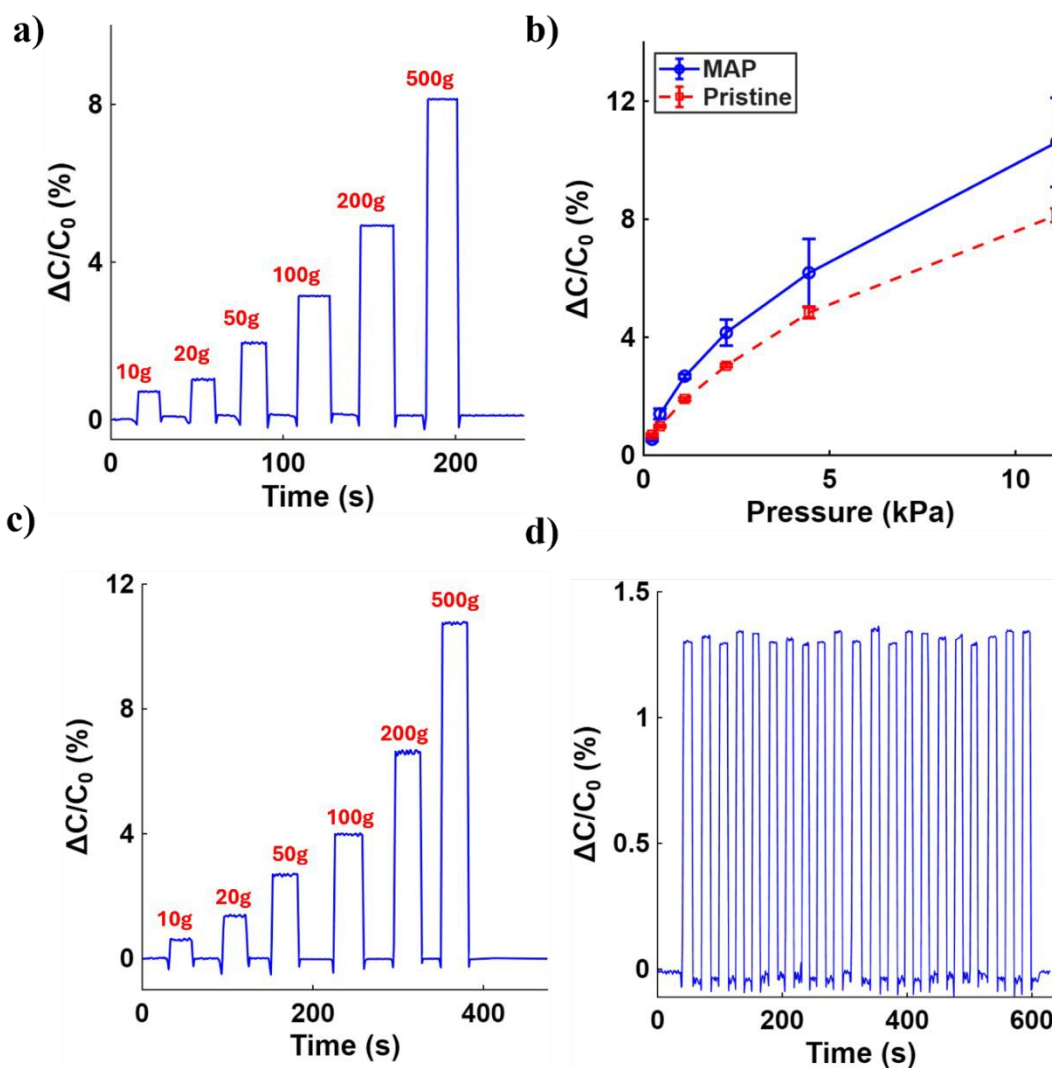 a)
ΔC/C₀ (%)
8
4
0
10g
20g
50g
100g
200g
500g
0
100
200
Time (s)
b)
ΔC/C₀ (%)
12
8
4
0
MAP
Pristine
0
5
10
Pressure (kPa)
c)
ΔC/C₀ (%)
12
8
4
0
10g
20g
50g
100g
200g
500g
0
200
400
Time (s)
d)
ΔC/C₀ (%)
1.5
1
0.5
0
0
200
400
600
Time (s)